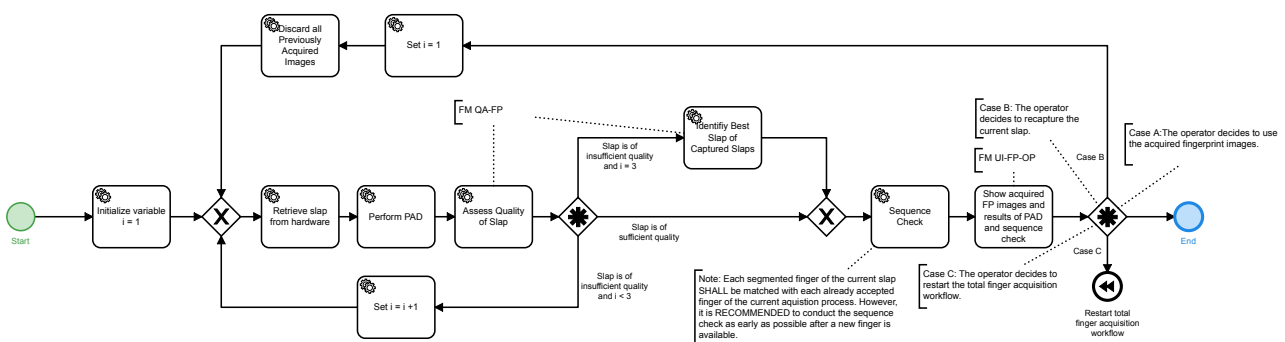 Discard all
Previously
Acquired
Images
Set i = 1
FM QA-FP
Identifiy Best
Slap of
Captured Slaps
Slap is of
insufficient quality
and i = 3
Case B: The operator
decides to recapture the
current slap.
Case A:The operator decides to use
the acquired fingerprint images.
FM UI-FP-OP
Case B
Start
Initialize variable
i = 1
X
Retrieve slap
from hardware
Perform PAD
Assess Quality
of Slap
Slap is of
sufficient quality
X
Sequence
Check
Show acquired
FP images and
results of PAD
and sequence
check
End
Slap is of
insufficient quality
and i < 3
Set i = i +1
Note: Each segmented finger of the current slap
SHALL be matched with each already accepted
finger of the current aquistion process. However,
it is RECOMMENDED to conduct the sequence
check as early as possible after a new finger is
available.
Case C: The operator decides to
restart the total finger acquisition
workflow.
Case C
Restart total
finger acquisition
workflow